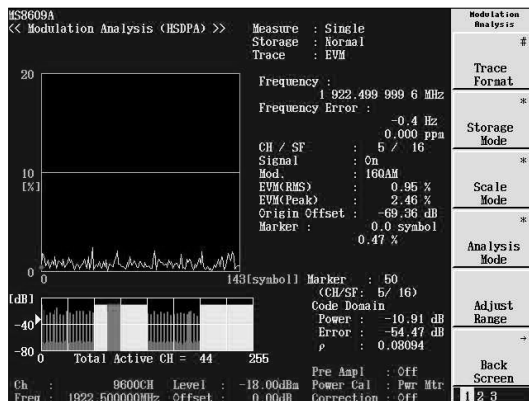 MS8609A
<< Modulation Analysis (HSDPA) >>
Measure : Single
Storage : Normal
Trace : EVM
Frequency :
1 922.499 999 6 MHz
Frequency Error :
-0.4 Hz
0.000 ppm
CH / SF : 5 / 16
Signal : On
Mod. : 16QAM
EVM(RMS) : 0.95 %
EVM(Peak) : 2.46 %
Origin Offset : -69.36 dB
Marker : 0.0 symbol
0.47 %
20
10
[%]
0
0 143[symbol]
Marker : 50
(CH/SF: 5/ 16)
Code Domain
Power : -10.91 dB
Error : -54.47 dB
ρ : 0.08094
[dB]
-40
-80
0 Total Active CH = 44 255
Pre Ampl : Off
Ch : 9600CH Level : -18.00dBm Power Cal : Pwr Mtr
Freq : 1922.500000MHz Offset : 0.00dB Correction : Off
Modulation
Analysis
#
Trace
Format
*
Storage
Mode
*
Scale
Mode
*
Analysis
Mode
Adjust
Range
→
Back
Screen
1 2 3